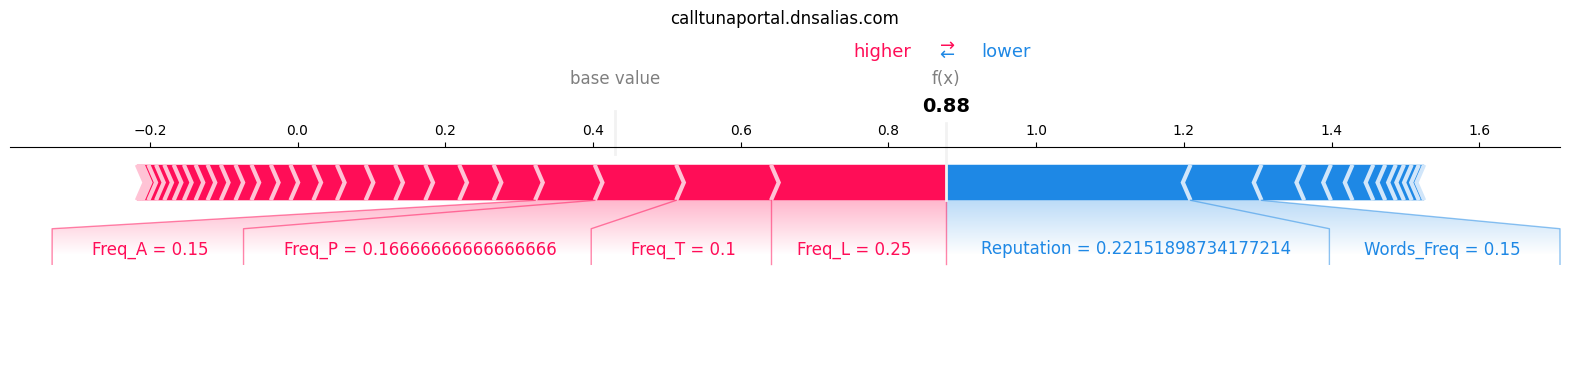 calltunaportal.dnsalias.com
higher → ← lower
base value f(x)
0.88
−0.2 0.0 0.2 0.4 0.6 0.8 1.0 1.2 1.4 1.6
Freq_A = 0.15 Freq_P = 0.16666666666666666 Freq_T = 0.1 Freq_L = 0.25 Reputation = 0.22151898734177214 Words_Freq = 0.15